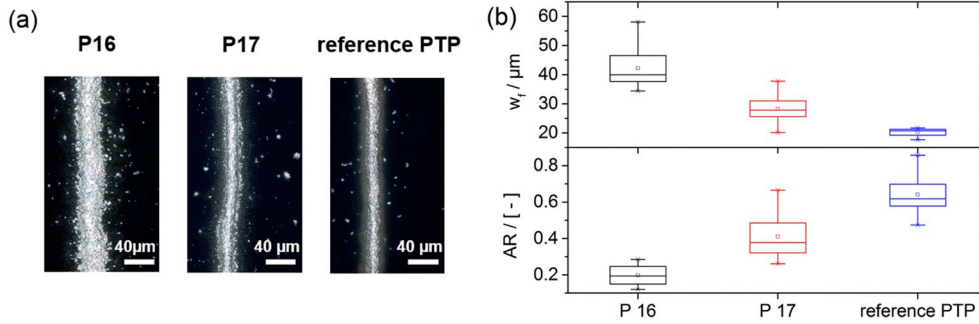 (a)
P16 P17 reference PTP
40µm 40 µm 40 µm
(b)
60
50
40
30
20
w_f / µm
0.8
0.6
0.4
0.2
AR / [ - ]
P 16 P 17 reference PTP